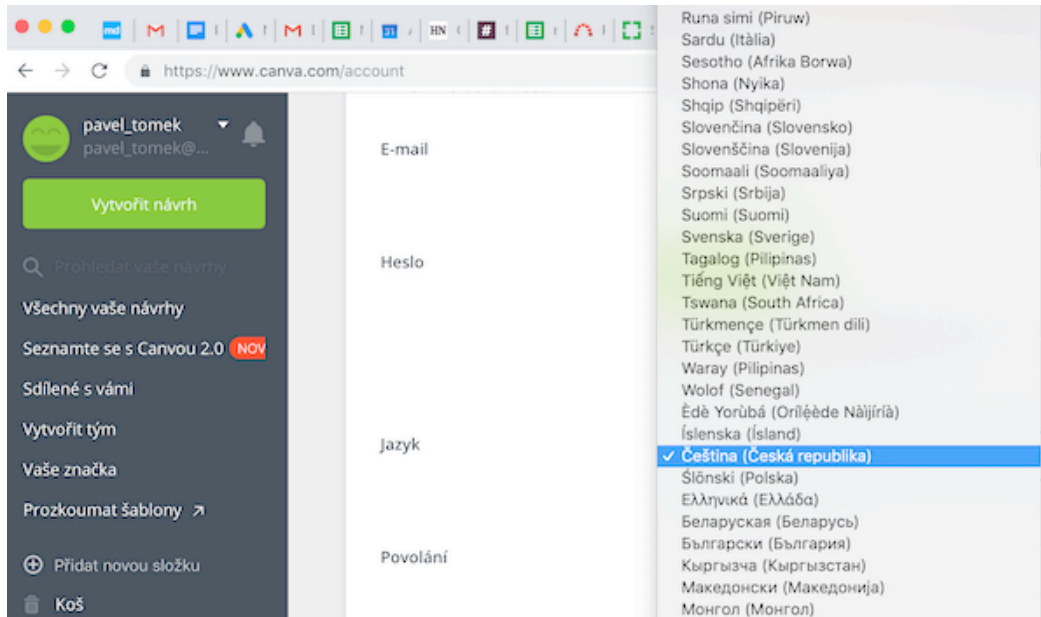 md
31
HN
#
https://www.canva.com/account
pavel_tomek
pavel_tomek@...
Vytvořit návrh
Prohledat vaše návrhy
Všechny vaše návrhy
Seznamte se s Canvou 2.0 NOV
Sdílené s vámi
Vytvořit tým
Vaše značka
Prozkoumat šablony
Přidat novou složku
Koš
E-mail
Heslo
Jazyk
Povolání
Runa simi (Piruw)
Sardu (Itàlia)
Sesotho (Afrika Borwa)
Shona (Nyika)
Shqip (Shqipëri)
Slovenčina (Slovensko)
Slovenščina (Slovenija)
Soomaali (Soomaaliya)
Srpski (Srbija)
Suomi (Suomi)
Svenska (Sverige)
Tagalog (Pilipinas)
Tiếng Việt (Việt Nam)
Tswana (South Africa)
Türkmençe (Türkmen dili)
Türkçe (Türkiye)
Waray (Pilipinas)
Wolof (Senegal)
Èdè Yorùbá (Orílẹ̀ède Nàìjíríà)
Íslenska (Ísland)
Čeština (Česká republika)
Ślōnski (Polska)
Ελληνικά (Ελλάδα)
Беларуская (Беларусь)
Български (България)
Кыргызча (Кыргызстан)
Македонски (Македонија)
Монгол (Монгол)